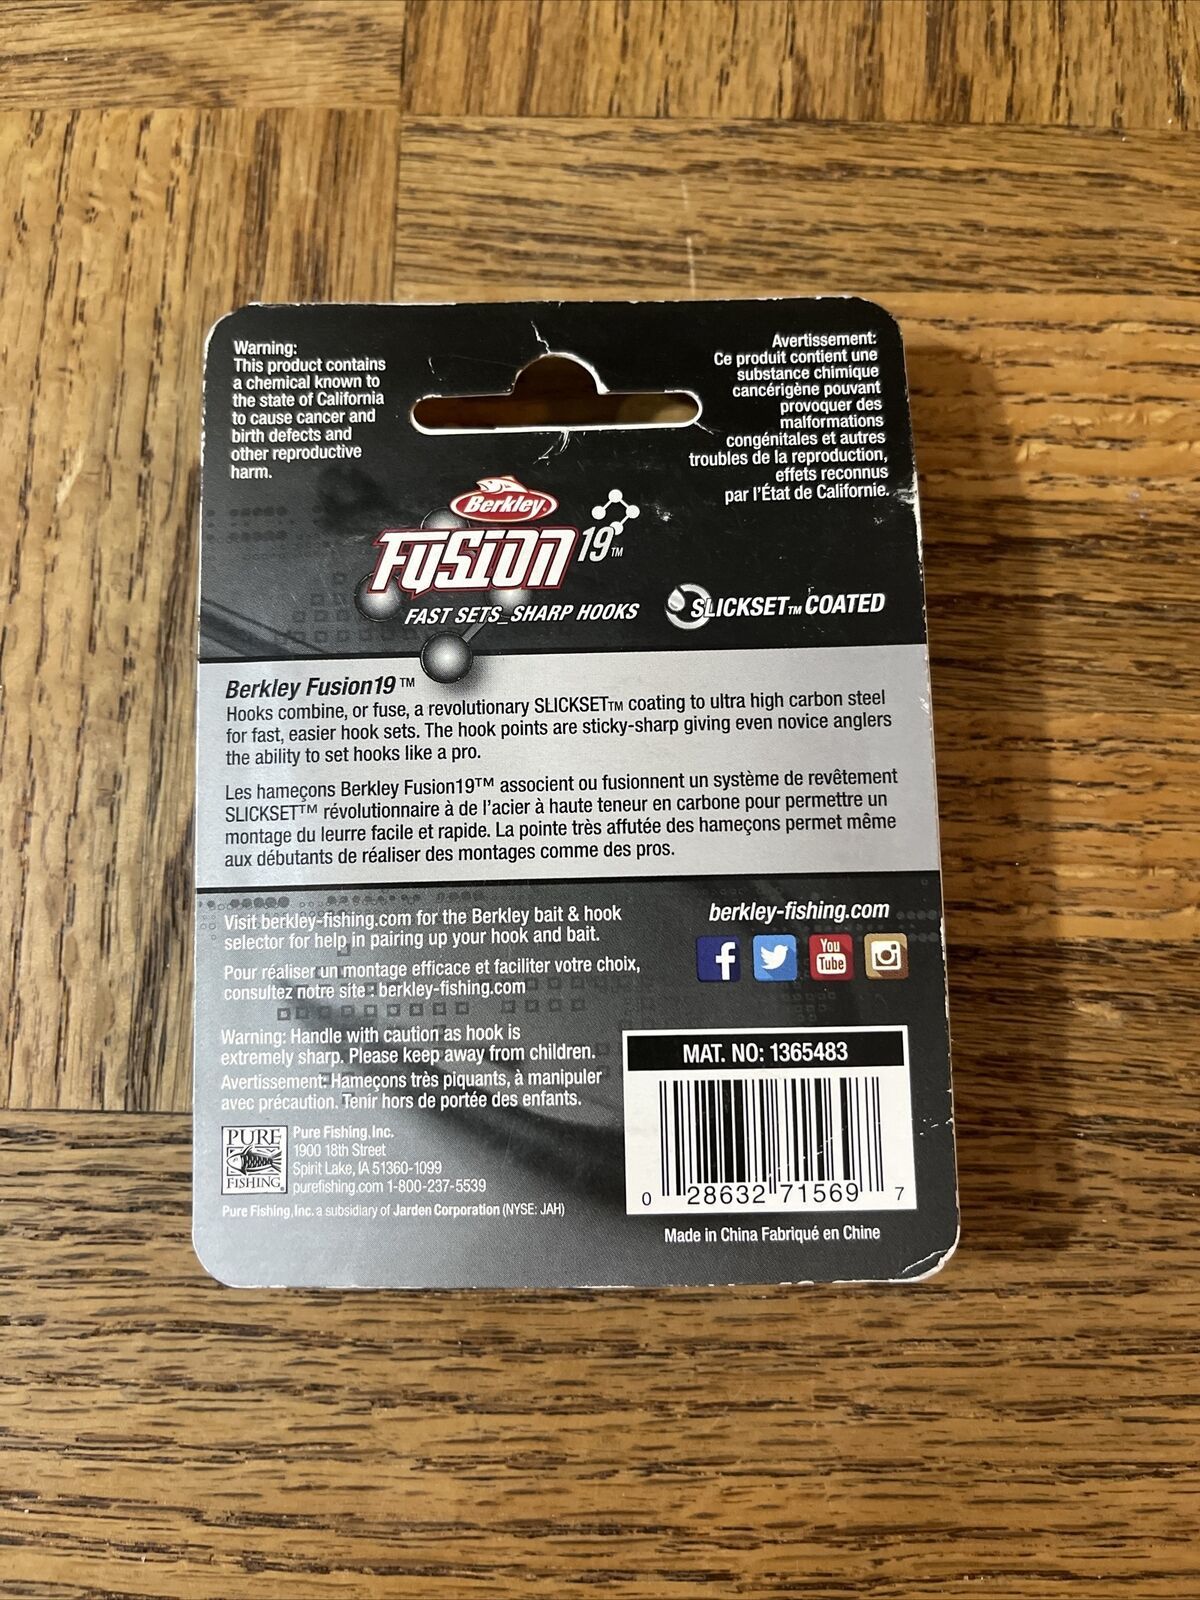 Warning:
This product contains
a chemical known to
the state of California
to cause cancer and
birth defects and
other reproductive
harm.
Avertissement:
Ce produit contient une
substance chimique
cancérigène pouvant
provoquer des
malformations
congénitales et autres
troubles de la reproduction,
effets reconnus
par l'État de Californie.
Berkley
FUSION 19™
FAST SETS_SHARP HOOKS
SLICKSET™ COATED
Berkley Fusion19™
Hooks combine, or fuse, a revolutionary SLICKSET™ coating to ultra high carbon steel
for fast, easier hook sets. The hook points are sticky-sharp giving even novice anglers
the ability to set hooks like a pro.
Les hameçons Berkley Fusion19™ associent ou fusionnent un système de revêtement
SLICKSET™ révolutionnaire à de l'acier à haute teneur en carbone pour permettre un
montage du leurre facile et rapide. La pointe très affutée des hameçons permet même
aux débutants de réaliser des montages comme des pros.
Visit berkley-fishing.com for the Berkley bait & hook
selector for help in pairing up your hook and bait.
Pour réaliser un montage efficace et faciliter votre choix,
consultez notre site : berkley-fishing.com
berkley-fishing.com
f
You
Tube
Warning: Handle with caution as hook is
extremely sharp. Please keep away from children.
Avertissement: Hameçons très piquants, à manipuler
avec précaution. Tenir hors de portée des enfants.
PURE
FISHING®
Pure Fishing, Inc.
1900 18th Street
Spirit Lake, IA 51360-1099
purefishing.com 1-800-237-5539
Pure Fishing, Inc. a subsidiary of Jarden Corporation (NYSE: JAH)
MAT. NO: 1365483
0 28632 71569 7
Made in China Fabriqué en Chine